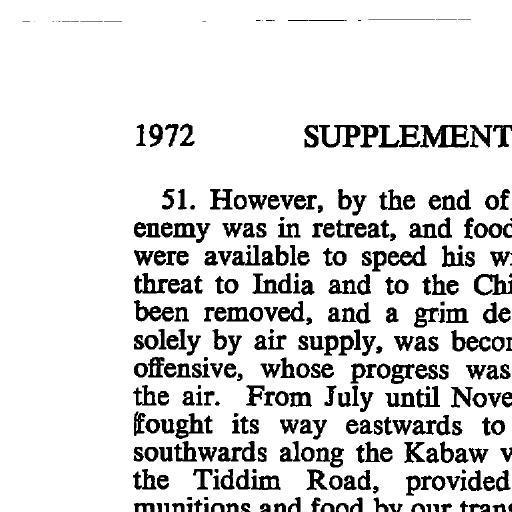 1972 SUPPLEMENT
51. However, by the end of
enemy was in retreat, and food
were available to speed his
threat to India and to the Chi
been removed, and a grim de
solely by air supply, was becom
offensive, whose progress was
the air. From July until Nove
fought its way eastwards to
southwards along the Kabaw v
the Tiddim Road, provided
munitions and food by our trans